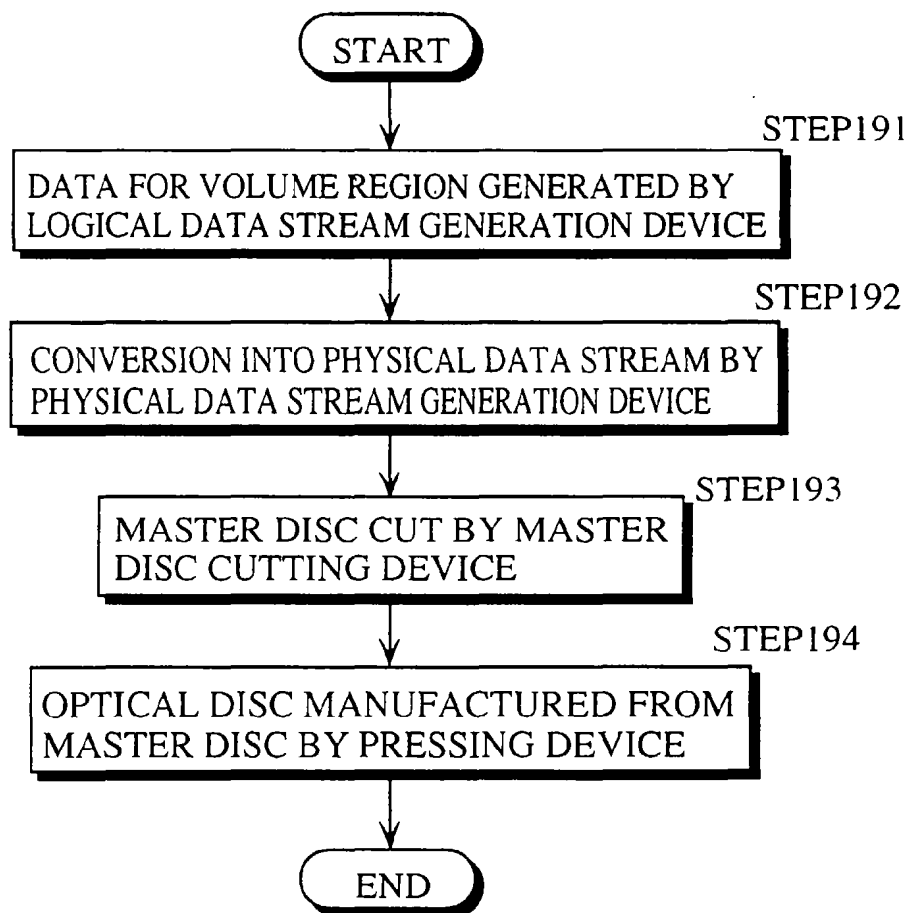 START
STEP191
DATA FOR VOLUME REGION GENERATED BY
LOGICAL DATA STREAM GENERATION DEVICE
STEP192
CONVERSION INTO PHYSICAL DATA STREAM BY
PHYSICAL DATA STREAM GENERATION DEVICE
STEP193
MASTER DISC CUT BY MASTER
DISC CUTTING DEVICE
STEP194
OPTICAL DISC MANUFACTURED FROM
MASTER DISC BY PRESSING DEVICE
END